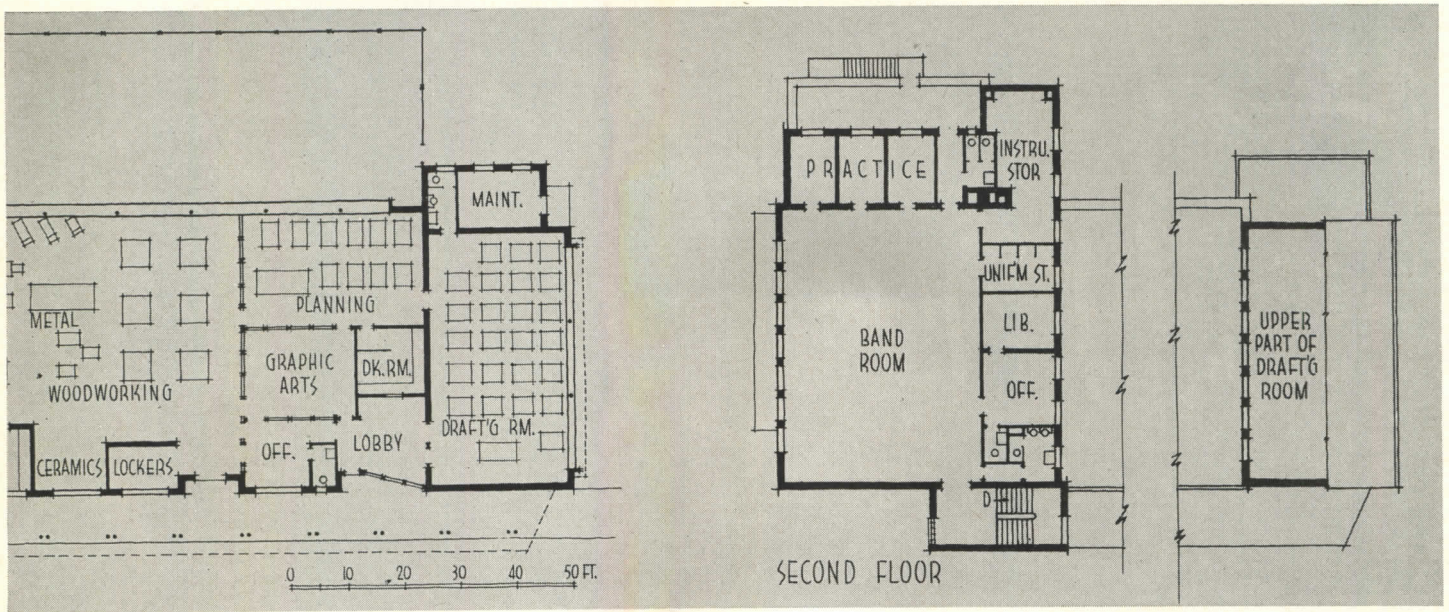 MAINT.
PLANNING
METAL
GRAPHIC
ARTS
DK. RM.
WOODWORKING
OFF.
LOBBY
DRAFT'G RM.
CERAMICS
LOCKERS
0 10 20 30 40 50 FT.
PRACTICE
INSTRU.
STOR
UNIFM ST.
LIB.
BAND
ROOM
OFF.
D
SECOND FLOOR
UPPER
PART OF
DRAFT'G
ROOM